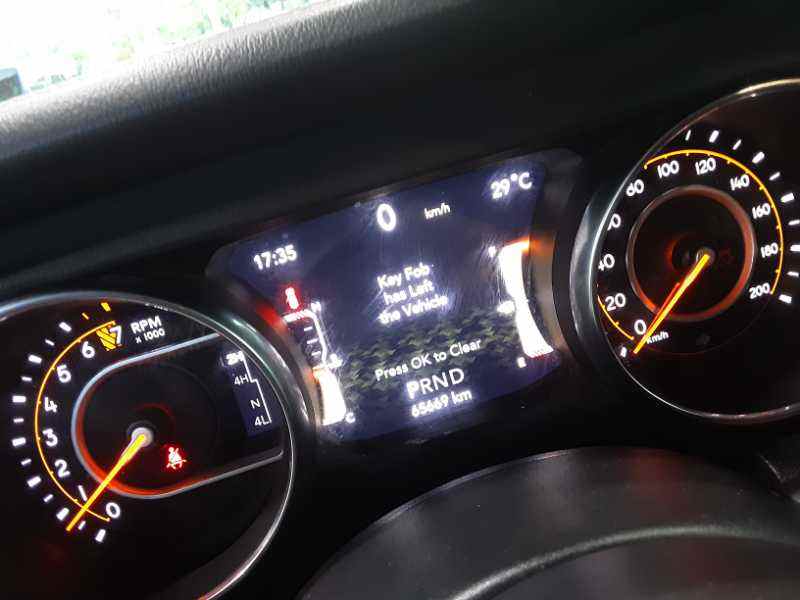 0 km/h 29°C
17:35
Key Fob
has Left
the Vehicle
Press OK to Clear
PRND
65669 km
C
RPM
x 1000
0 1 2 3 4 5 6 7
4H
N
4L
0 20 40 60 100 120 140 160 180 200
km/h